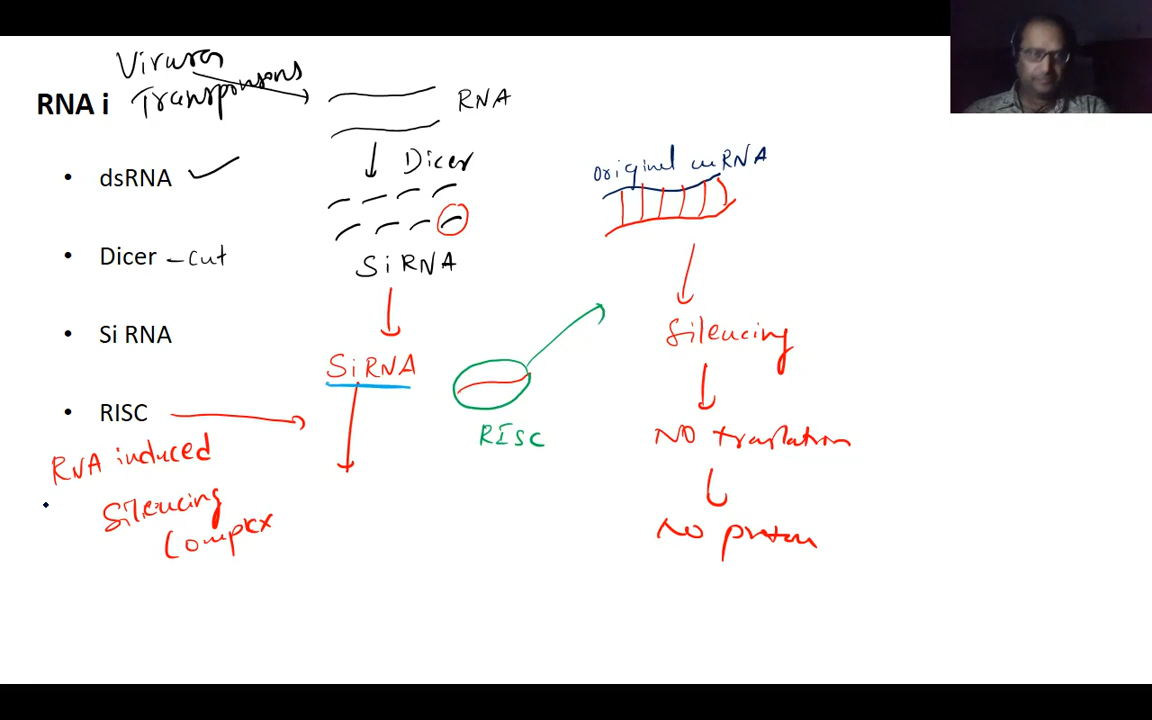 Viruses
Transponsons
RNA i
RNA
dsRNA
Dicer
original mRNA
Dicer - cut
SiRNA
Si RNA
Silencing
SiRNA
RISC
RISC
NO translation
RNA induced
Silencing
Complex
No protein